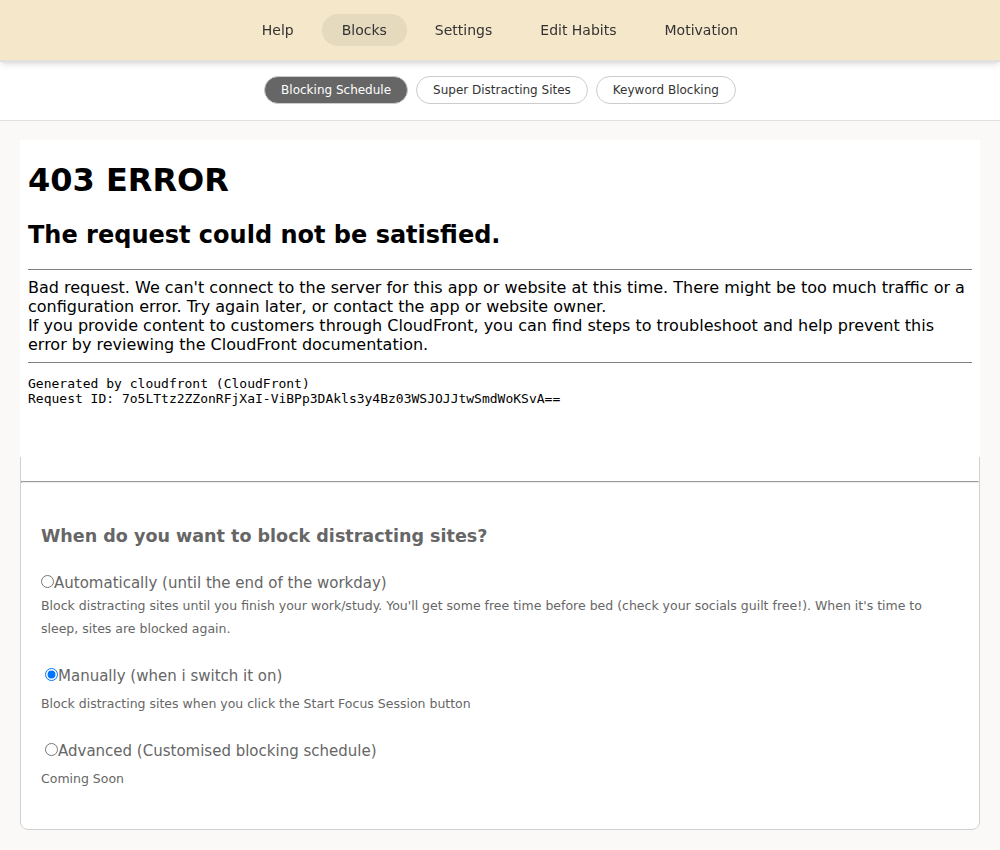 Help Blocks Settings Edit Habits Motivation
Blocking Schedule Super Distracting Sites Keyword Blocking
403 ERROR
The request could not be satisfied.
Bad request. We can't connect to the server for this app or website at this time. There might be too much traffic or a
configuration error. Try again later, or contact the app or website owner.
If you provide content to customers through CloudFront, you can find steps to troubleshoot and help prevent this
error by reviewing the CloudFront documentation.
Generated by cloudfront (CloudFront)
Request ID: 7o5LTtz2ZZonRFjXaI-ViBPp3DAkls3y4Bz03WSJOJJtwSmdWoKSvA==
When do you want to block distracting sites?
Automatically (until the end of the workday)
Block distracting sites until you finish your work/study. You'll get some free time before bed (check your socials guilt free!). When it's time to
sleep, sites are blocked again.
Manually (when i switch it on)
Block distracting sites when you click the Start Focus Session button
Advanced (Customised blocking schedule)
Coming Soon